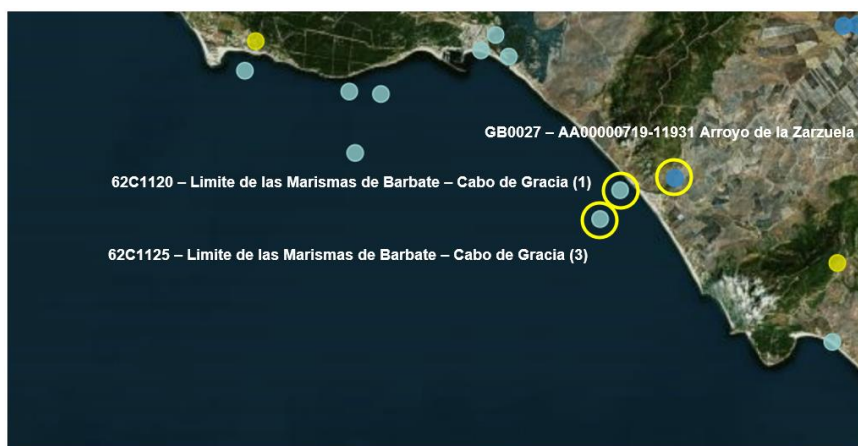 GB0027 – AA00000719-11931 Arroyo de la Zarzuela
62C1120 – Limite de las Marismas de Barbate – Cabo de Gracia (1)
62C1125 – Limite de las Marismas de Barbate – Cabo de Gracia (3)